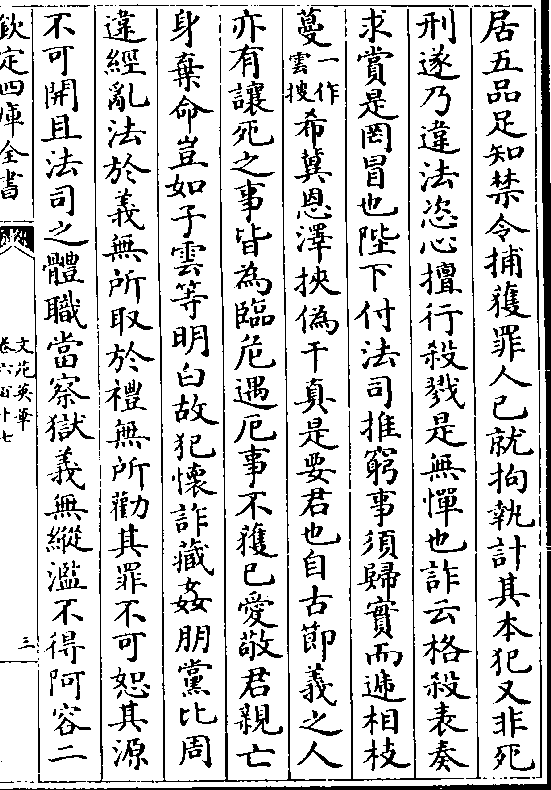 居五品足知禁令捕獲罪人已就拘執計其本犯又非死
刑遂乃違法恣心擅行殺戮是無憚也詐云格殺表奏
求賞是罔冒也陛下付法司推窮事須歸實而遞相枝
蔓一作雲搜希冀恩澤挾偽干真是要君也自古節義之人
亦有讓死之事皆為臨危遇厄事不獲已愛敬君親亡
身棄命豈如子雲等明白故犯懷詐藏姦朋黨比周
違經亂法於義無所取於禮無所勸其罪不可恕其源
不可開且法司之體職當察獄義無縱濫不得阿容二
欽定四庫全書
文苑英華
卷六百十七
三